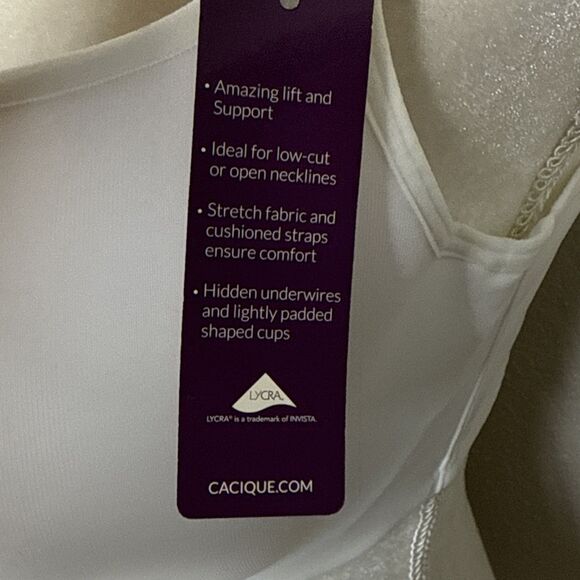 • Amazing lift and
Support
• Ideal for low-cut
or open necklines
• Stretch fabric and
cushioned straps
ensure comfort
• Hidden underwires
and lightly padded
shaped cups
LYCRA®
LYCRA® is a trademark of INVISTA.
CACIQUE.COM